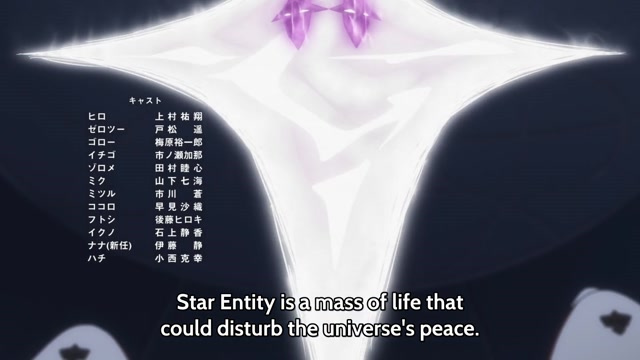 キャスト
ヒロ 上村祐翔
ゼロツー 戸松 遥
ゴロー 梅原裕一郎
イチゴ 市ノ瀬加那
ゾロメ 田村睦心
ミク 山下七海
ミツル 市川 蒼
ココロ 早見沙織
フトシ 後藤ヒロキ
イクノ 石上静香
ナナ(新任) 伊藤 静
ハチ 小西克幸
Star Entity is a mass of life that
could disturb the universe's peace.